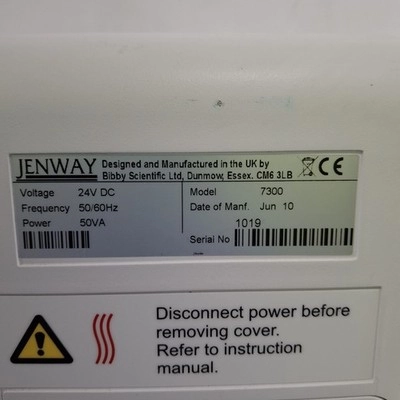 JENWAY Designed and Manufactured in the UK by
Bibby Scientific Ltd, Dunmow, Essex. CM6 3LB
CE
Voltage 24V DC
Frequency 50/60Hz
Power 50VA
Model 7300
Date of Manf. Jun 10
1019
Serial No
Disconnect power before
removing cover.
Refer to instruction
manual.